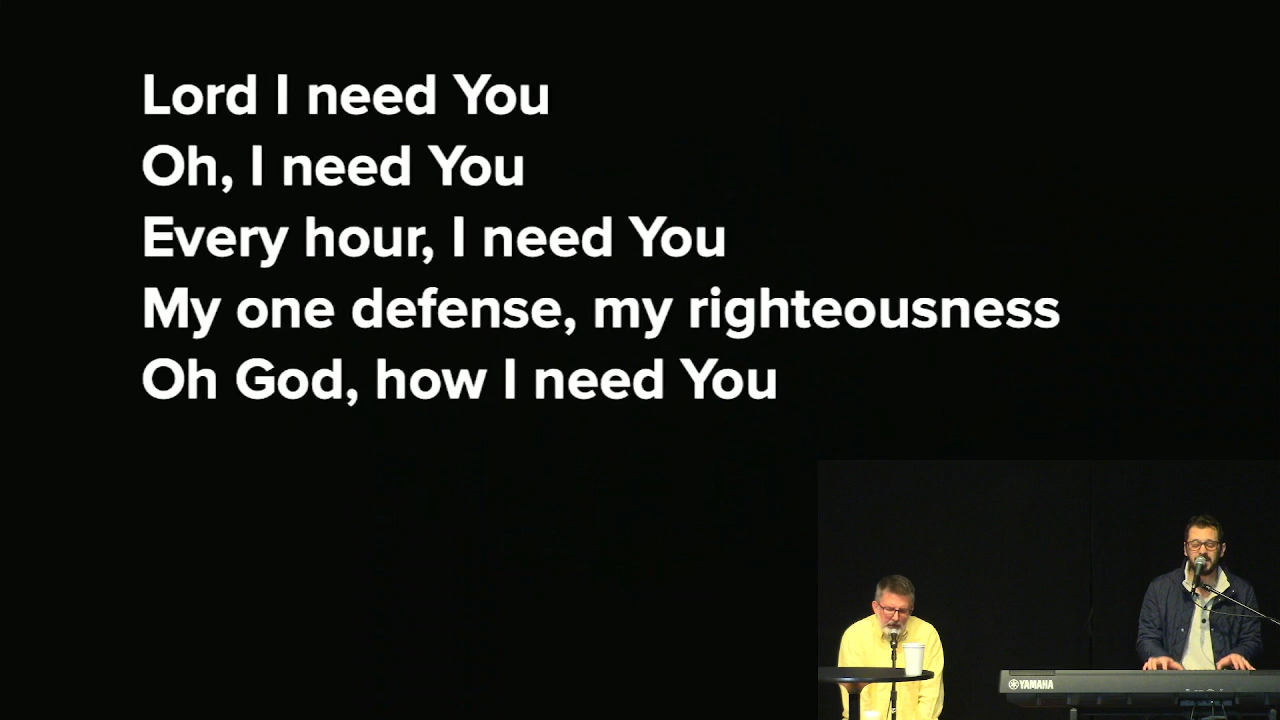 Lord I need You
Oh, I need You
Every hour, I need You
My one defense, my righteousness
Oh God, how I need You
YAMAHA